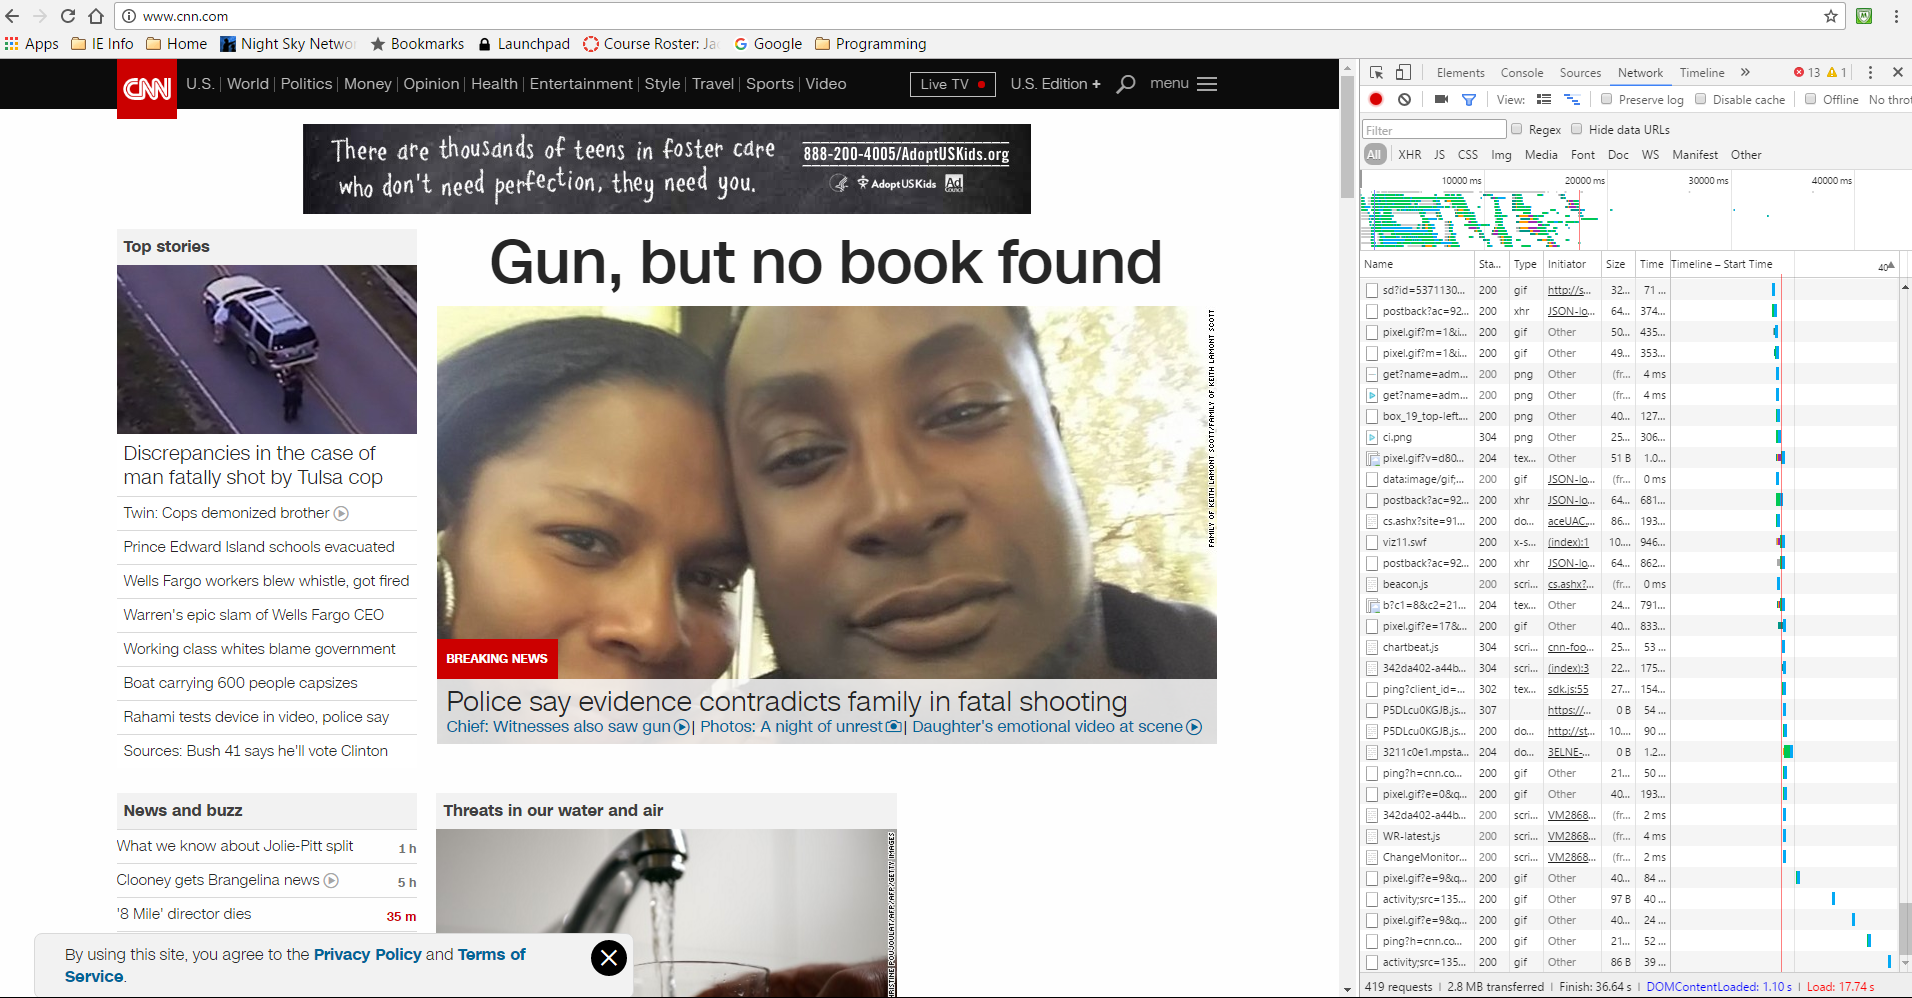 www.cnn.com
Apps IE Info Home Night Sky Netwo Bookmarks Launchpad Course Roster: Ja Google Programming
CNN U.S. World Politics Money Opinion Health Entertainment Style Travel Sports Video Live TV U.S. Edition + menu
There are thousands of teens in foster care
who don't need perfection, they need you.
888-200-4005/AdoptUSKids.org
AdoptUSKids Ad
Top stories
Discrepancies in the case of
man fatally shot by Tulsa cop
Twin: Cops demonized brother
Prince Edward Island schools evacuated
Wells Fargo workers blew whistle, got fired
Warren's epic slam of Wells Fargo CEO
Working class whites blame government
Boat carrying 600 people capsizes
Rahami tests device in video, police say
Sources: Bush 41 says he'll vote Clinton
Gun, but no book found
FAMILY OF KEITH LAMONT SCOTT/FAMILY OF KEITH LAMONT SCOTT
BREAKING NEWS
Police say evidence contradicts family in fatal shooting
Chief: Witnesses also saw gun | Photos: A night of unrest | Daughter's emotional video at scene
News and buzz
What we know about Jolie-Pitt split 1 h
Clooney gets Brangelina news 5 h
'8 Mile' director dies 35 m
Threats in our water and air
By using this site, you agree to the Privacy Policy and Terms of
Service.
Elements Console Sources Network Timeline 13 1
View: Preserve log Disable cache Offline No thro
Filter Regex Hide data URLs
All XHR JS CSS Img Media Font Doc WS Manifest Other
10000 ms 20000 ms 30000 ms 40000 ms
Name Sta... Type Initiator Size Time Timeline – Start Time 40
sd?id=5371130... 200 gif http://s... 32... 71 ...
postback?ac=92... 200 xhr JSON-lo... 64... 374...
pixel.gif?m=1&i... 200 gif Other 50... 435...
pixel.gif?m=1&i... 200 gif Other 49... 353...
get?name=adm... 200 png Other (fr... 4 ms
get?name=adm... 200 png Other (fr... 4 ms
box_19_top-left... 200 png Other 40... 127...
ci.png 304 png Other 25... 306...
pixel.gif?v=d80... 204 tex... Other 51 B 1.0...
data:image/gif;... 200 gif JSON-lo... (fr... 0 ms
postback?ac=92... 200 xhr JSON-lo... 64... 681...
cs.ashx?site=91... 200 do... aceUAC... 86... 193...
viz11.swf 200 x-s... (index):1 10... 946...
postback?ac=92... 200 xhr JSON-lo... 64... 862...
beacon.js 200 scri... cs.ashx?... (fr... 0 ms
b?c1=8&c2=21... 204 tex... Other 24... 791...
pixel.gif?e=17&... 200 gif Other 40... 833...
chartbeat.js 304 scri... cnn-foo... 25... 53 ...
342da402-a44b... 304 scri... (index):3 22... 175...
ping?client_id=... 302 tex... sdk.js:55 27... 154...
P5DLcu0KGJB.js... 307 https:/... 0 B 54 ...
P5DLcu0KGJB.js... 200 do... http://st... 10... 90 ...
3211c0e1.mpsta... 204 do... 3ELNE-... 0 B 1.2...
ping?h=cnn.co... 200 gif Other 21... 50 ...
pixel.gif?e=0&q... 200 gif Other 40... 193...
342da402-a44b... 200 scri... VM2868... (fr... 2 ms
WR-latest.js 200 scri... VM2868... (fr... 4 ms
ChangeMonitor... 200 scri... VM2868... (fr... 2 ms
pixel.gif?e=9&q... 200 gif Other 40... 84 ...
activity;src=135... 200 gif Other 97 B 40 ...
pixel.gif?e=9&q... 200 gif Other 40... 24 ...
ping?h=cnn.co... 200 gif Other 21... 52 ...
activity;src=135... 200 gif Other 86 B 39 ...
419 requests | 2.8 MB transferred | Finish: 36.64 s | DOMContentLoaded: 1.10 s | Load: 17.74 s